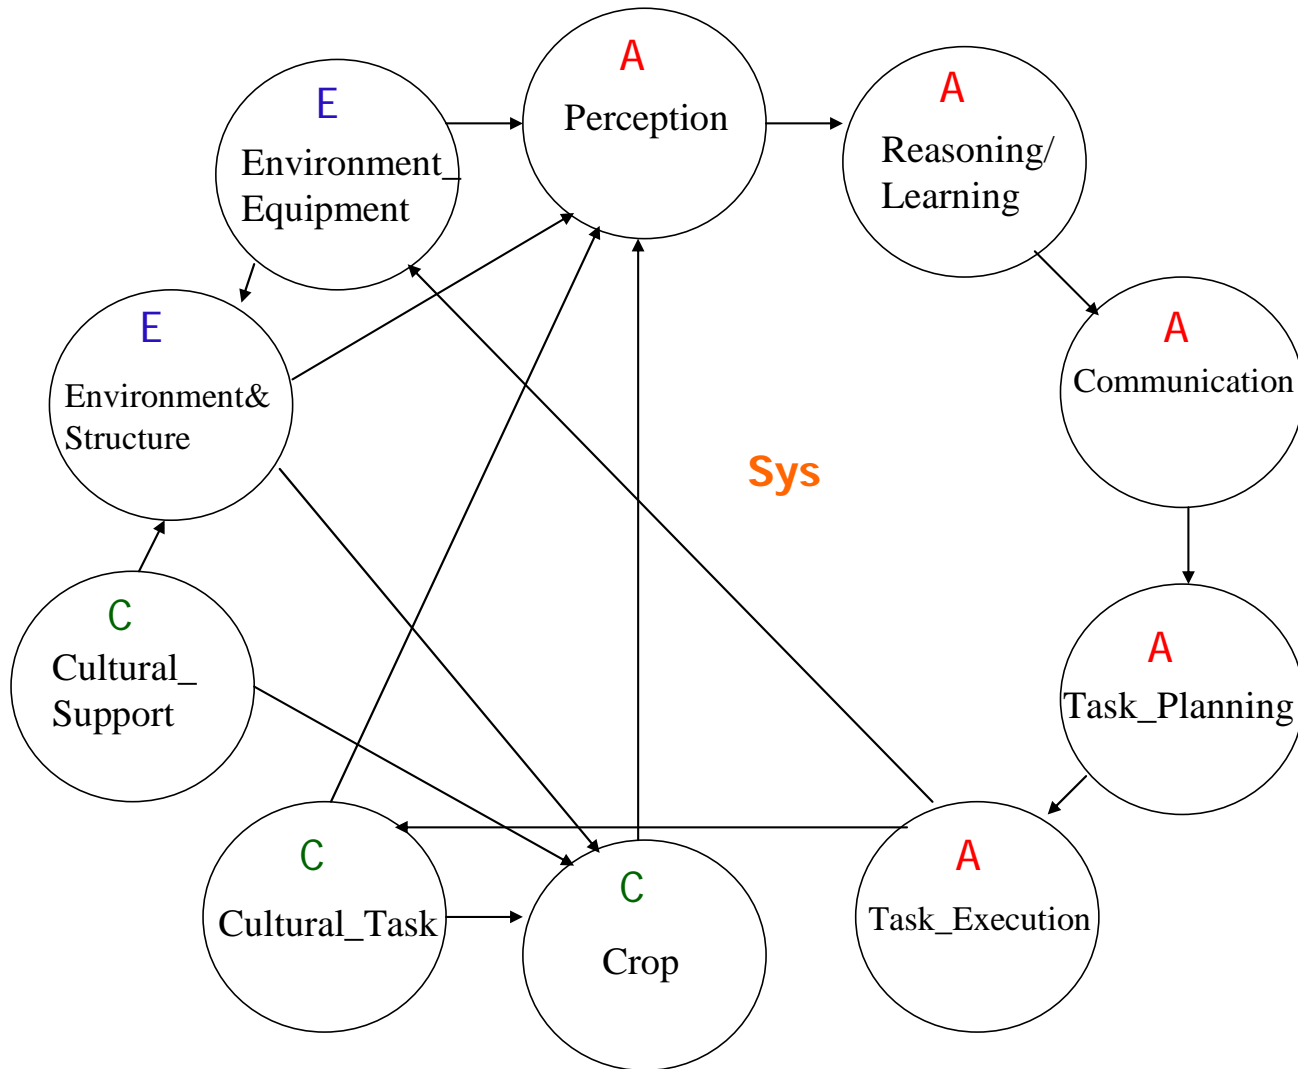 A
Perception
A
Reasoning/
Learning
E
Environment_
Equipment
A
Communication
E
Environment&
Structure
Sys
A
Task_Planning
C
Cultural_
Support
A
Task_Execution
C
Cultural_Task
C
Crop